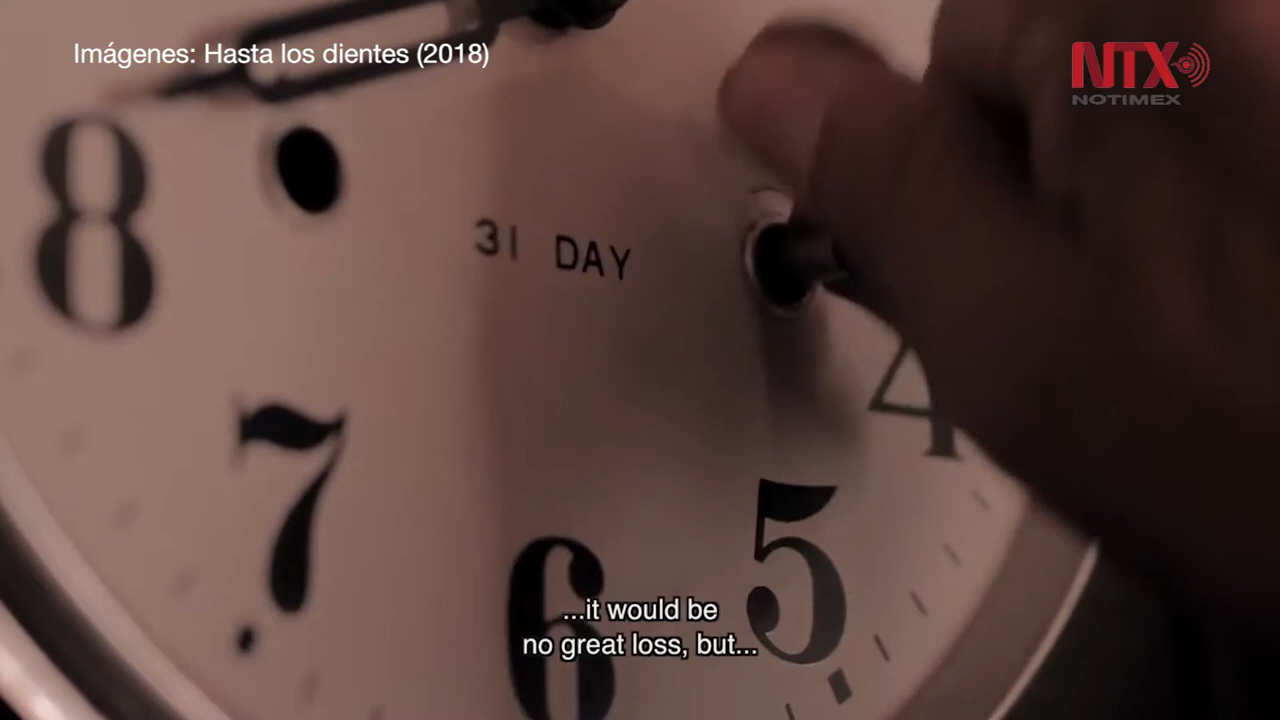 Imágenes: Hasta los dientes (2018)
NTX
NOTIMEX
8
31 DAY
4
7
5
6
...it would be
no great loss, but...